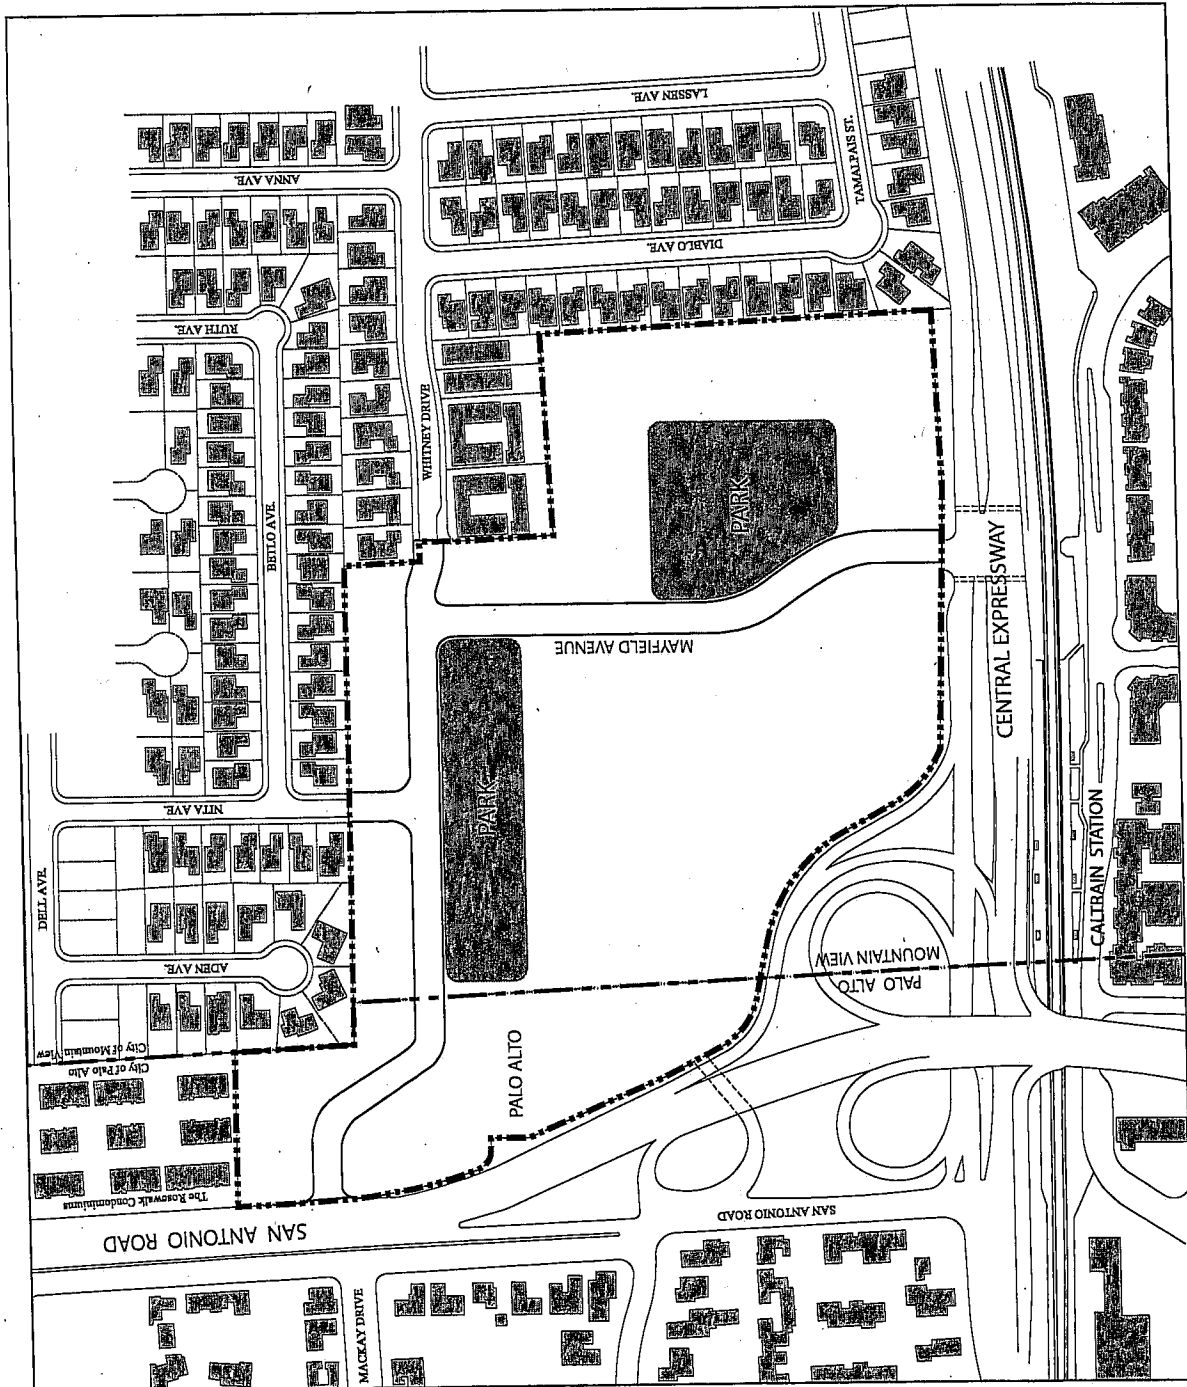 LASSEN AVE.
TAMALPAIS ST.
ANNA AVE.
DIABLO AVE.
RUTH AVE.
WHITNEY DRIVE
BETLO AVE.
PARK
MAYFIELD AVENUE
CENTRAL EXPRESSWAY
PARK
NITA AVE.
DELL AVE.
CALTRAIN STATION
ADEN AVE.
MOUNTAIN VIEW
PALO ALTO
City of Mountain View
City of Palo Alto
PALO ALTO
The Rosewalk Condominiums
SAN ANTONIO ROAD
SAN ANTONIO ROAD
MACKAY DRIVE